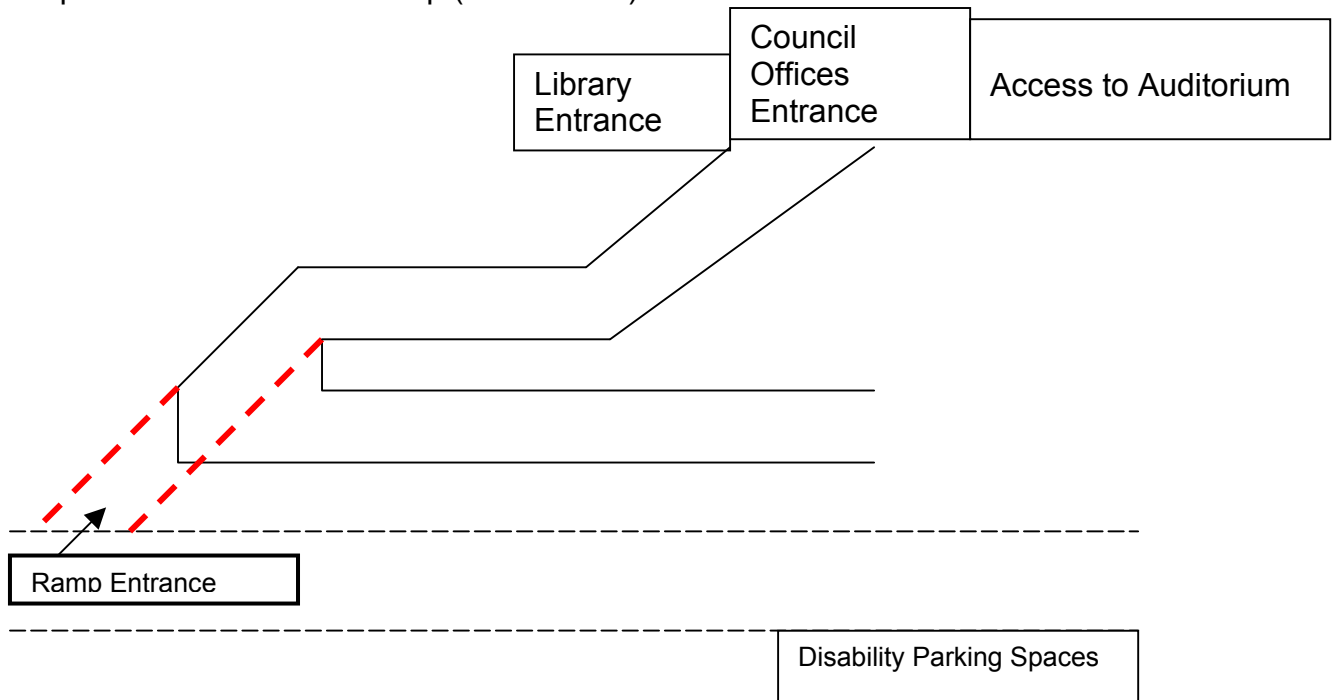 Council
Offices
Entrance
Library
Entrance
Access to Auditorium
Ramp Entrance
Disability Parking Spaces